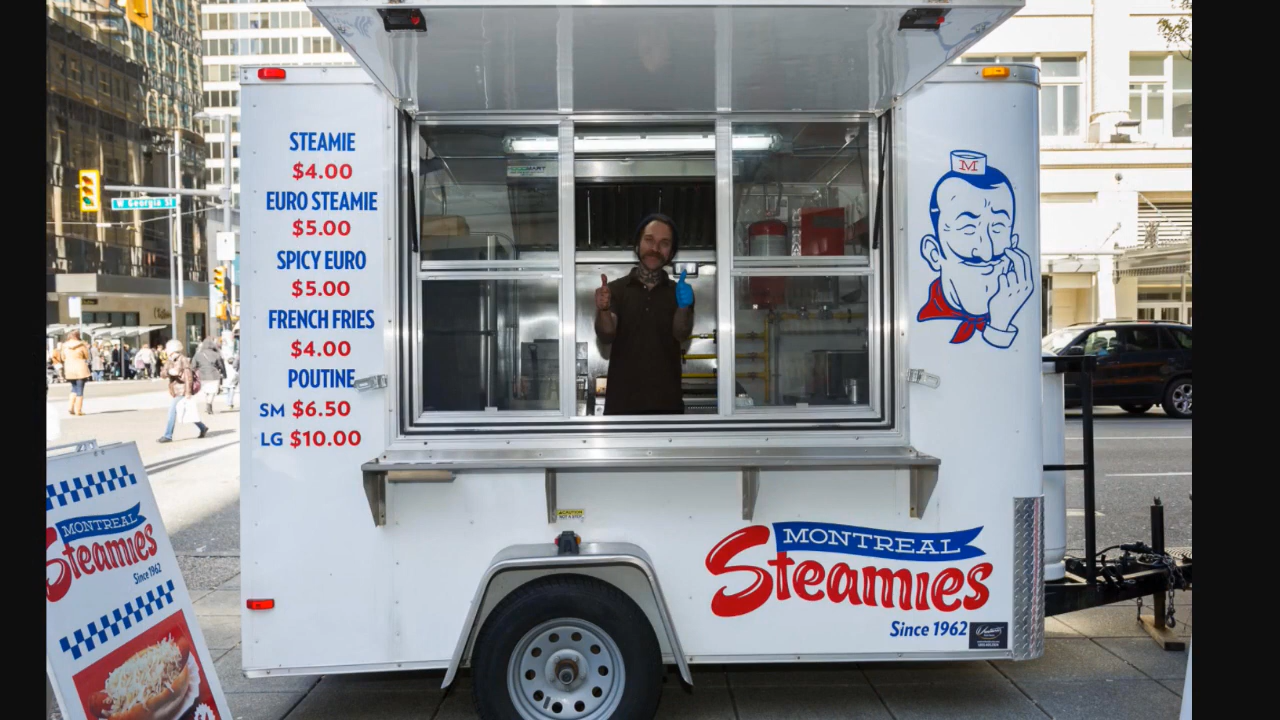 W Georgia St
STEAMIE
$4.00
EURO STEAMIE
$5.00
SPICY EURO
$5.00
FRENCH FRIES
$4.00
POUTINE
SM $6.50
LG $10.00
M
MONTREAL
Steamies
Since 1962
CAUTION
MONTREAL
Steamies
Since 1962